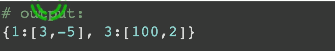 # output:
{1:[3,-5], 3:[100,2]}